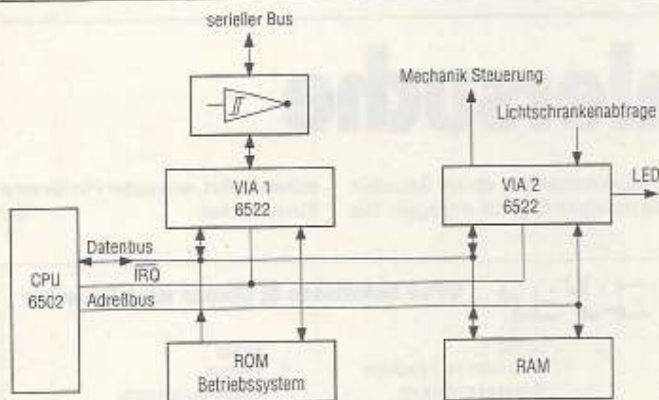 serieller Bus
Mechanik Steuerung
Lichtschrankenabfrage
VIA 1
6522
VIA 2
6522
LED
CPU
6502
Datenbus
IRQ
Adreßbus
ROM
Betriebssystem
RAM